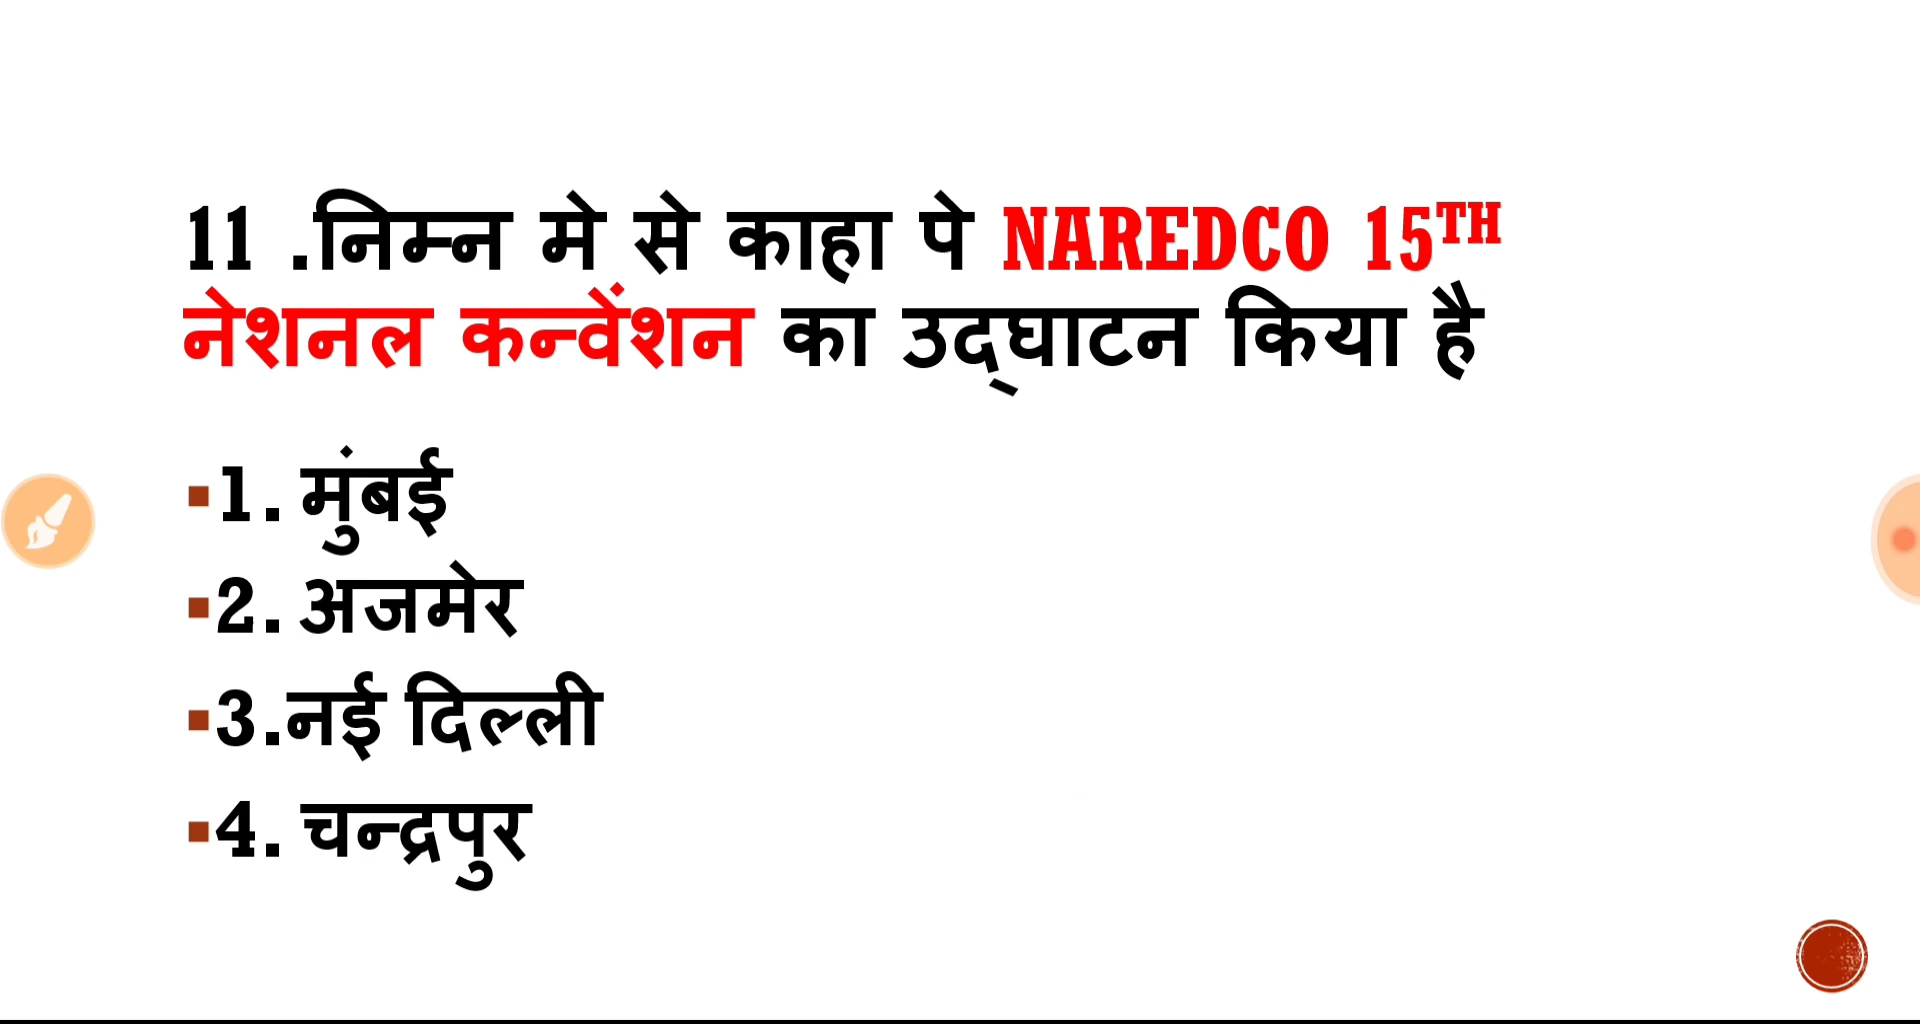 11 .निम्न मे से काहा पे NAREDCO 15TH
नेशनल कन्वेंशन का उद्घाटन किया है
▪1. मुंबई
▪2. अजमेर
▪3.नई दिल्ली
▪4. चन्द्रपुर